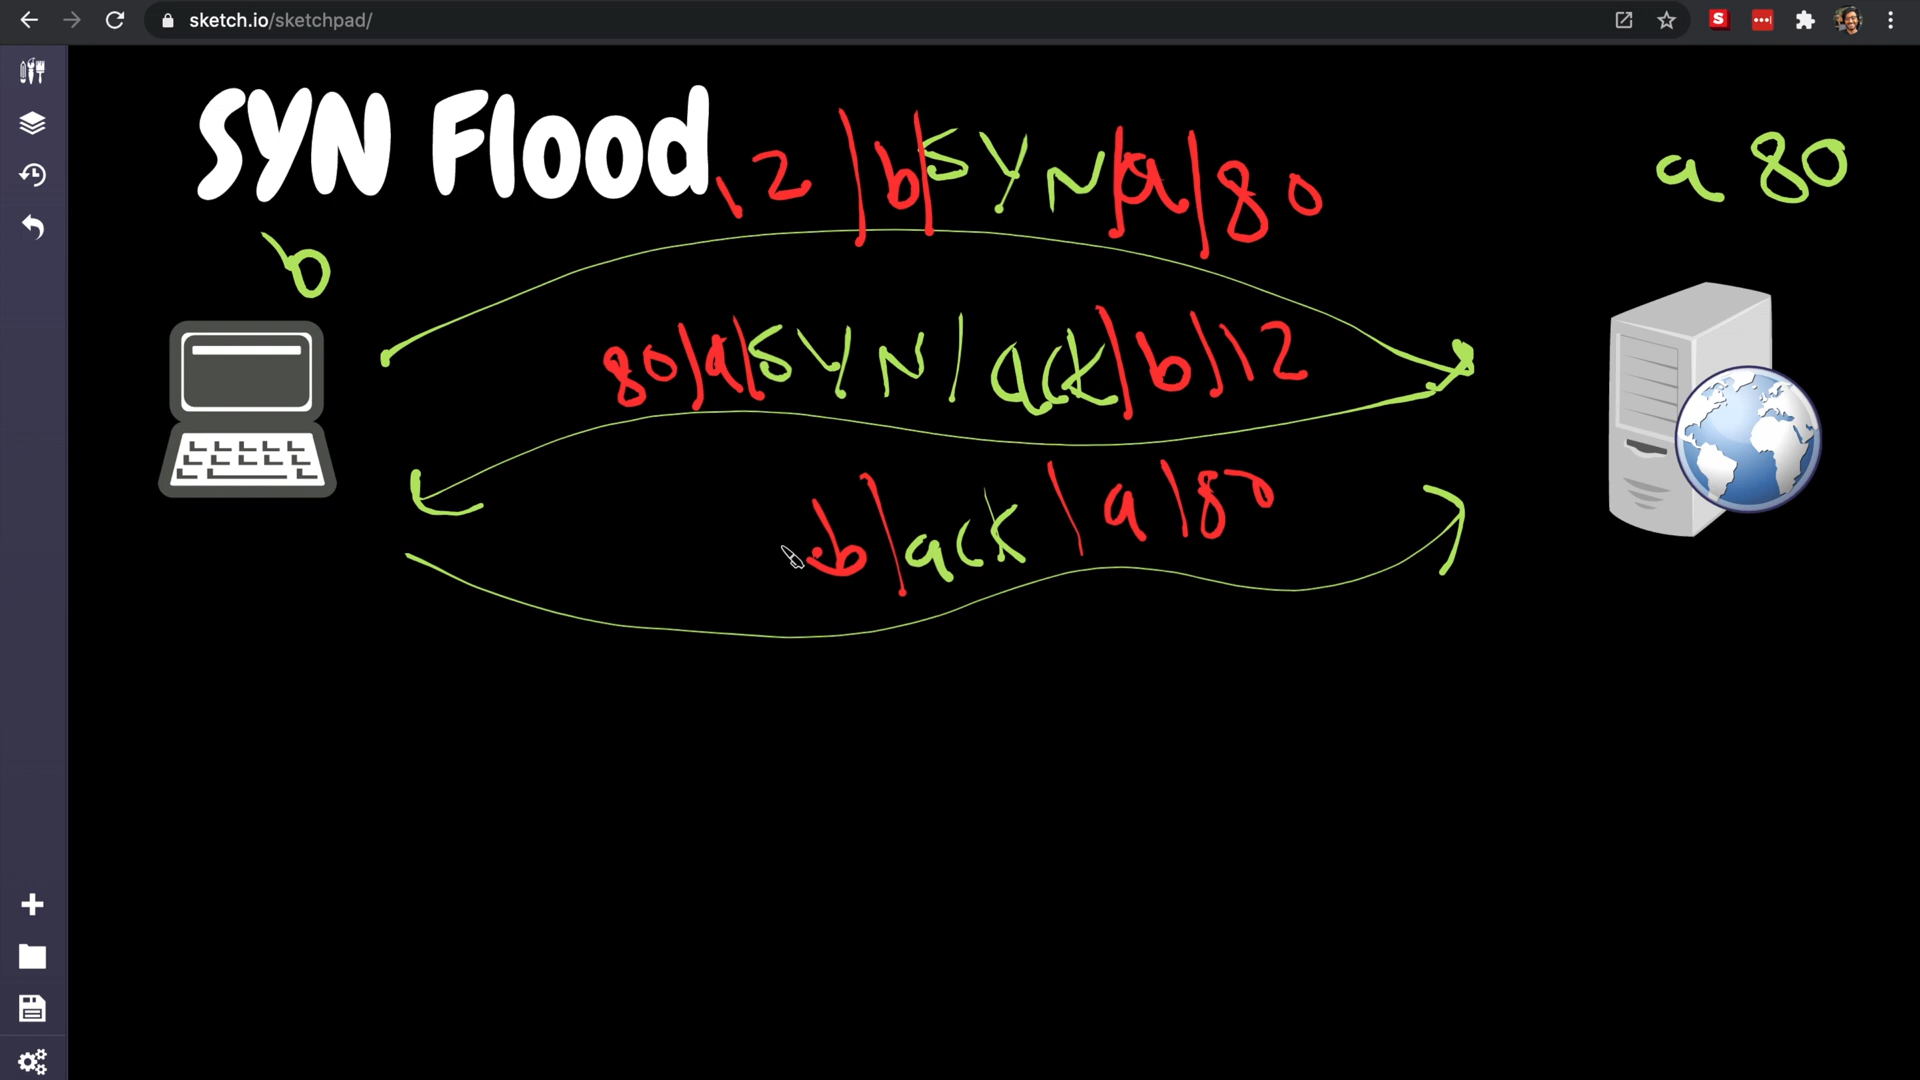 sketch.io/sketchpad/
SYN Flood
12 | b | SYN | a | 80
a 80
b
80 | a | SYN / ack | b | 12
b | ack | a | 80